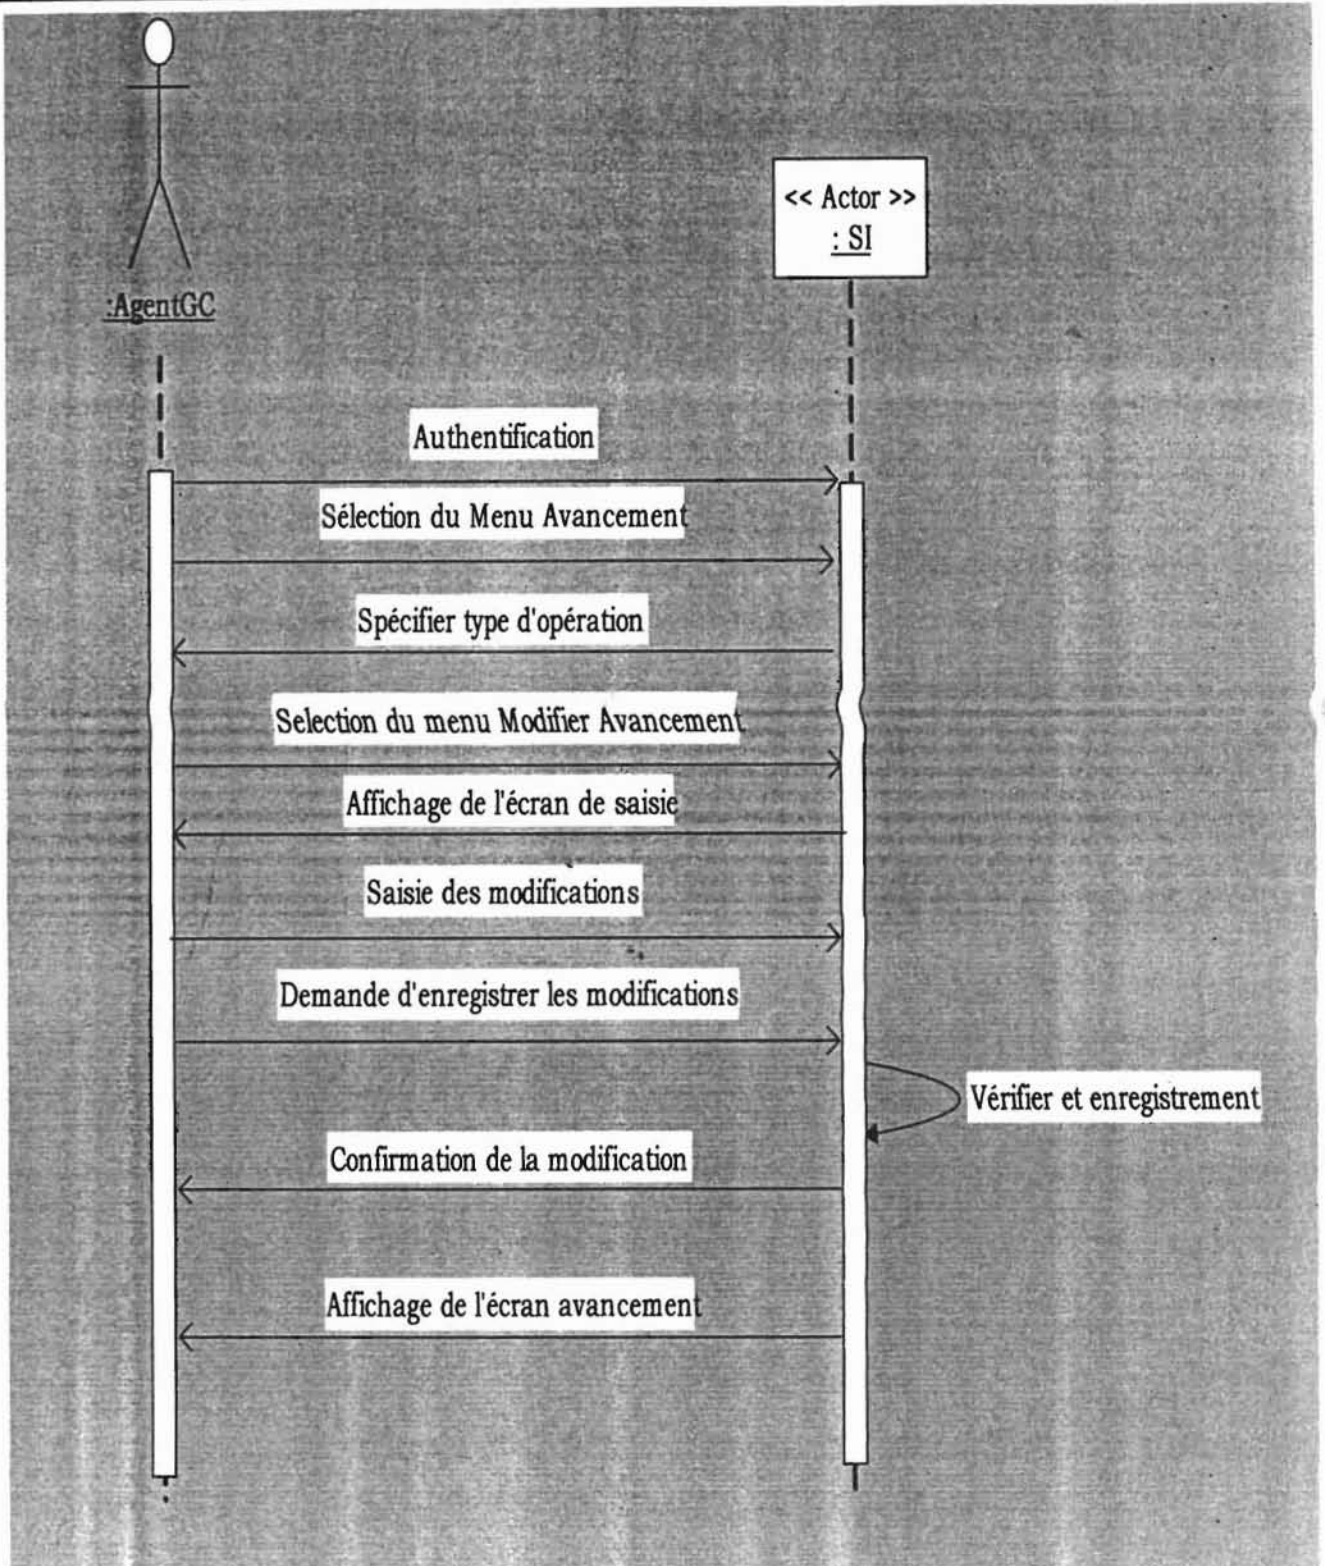 << Actor >>
: SI
:AgentGC
Authentification
Sélection du Menu Avancement
Spécifier type d'opération
Selection du menu Modifier Avancement
Affichage de l'écran de saisie
Saisie des modifications
Demande d'enregistrer les modifications
Vérifier et enregistrement
Confirmation de la modification
Affichage de l'écran avancement